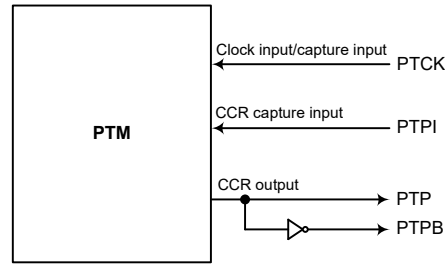 Clock input/capture input
PTCK
CCR capture input
PTPI
PTM
CCR output
PTP
PTPB